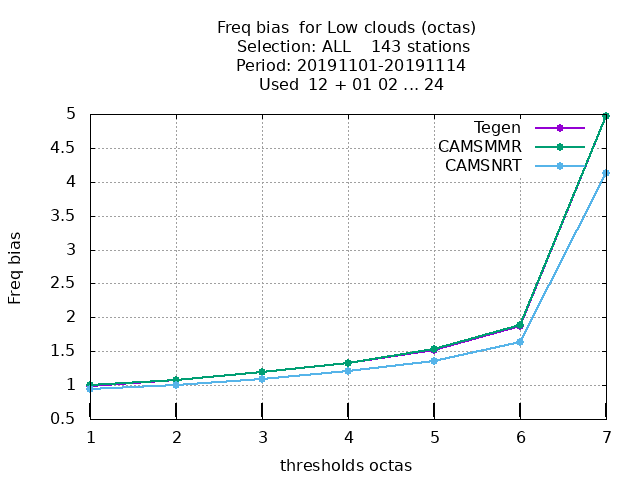 Freq bias  for Low clouds (octas)
Selection: ALL    143 stations
Period: 20191101-20191114
Used  12 + 01 02 ... 24
Tegen
CAMSMMR
CAMSNRT
5
4.5
4
3.5
3
2.5
2
1.5
1
0.5
Freq bias
1 2 3 4 5 6 7
thresholds octas